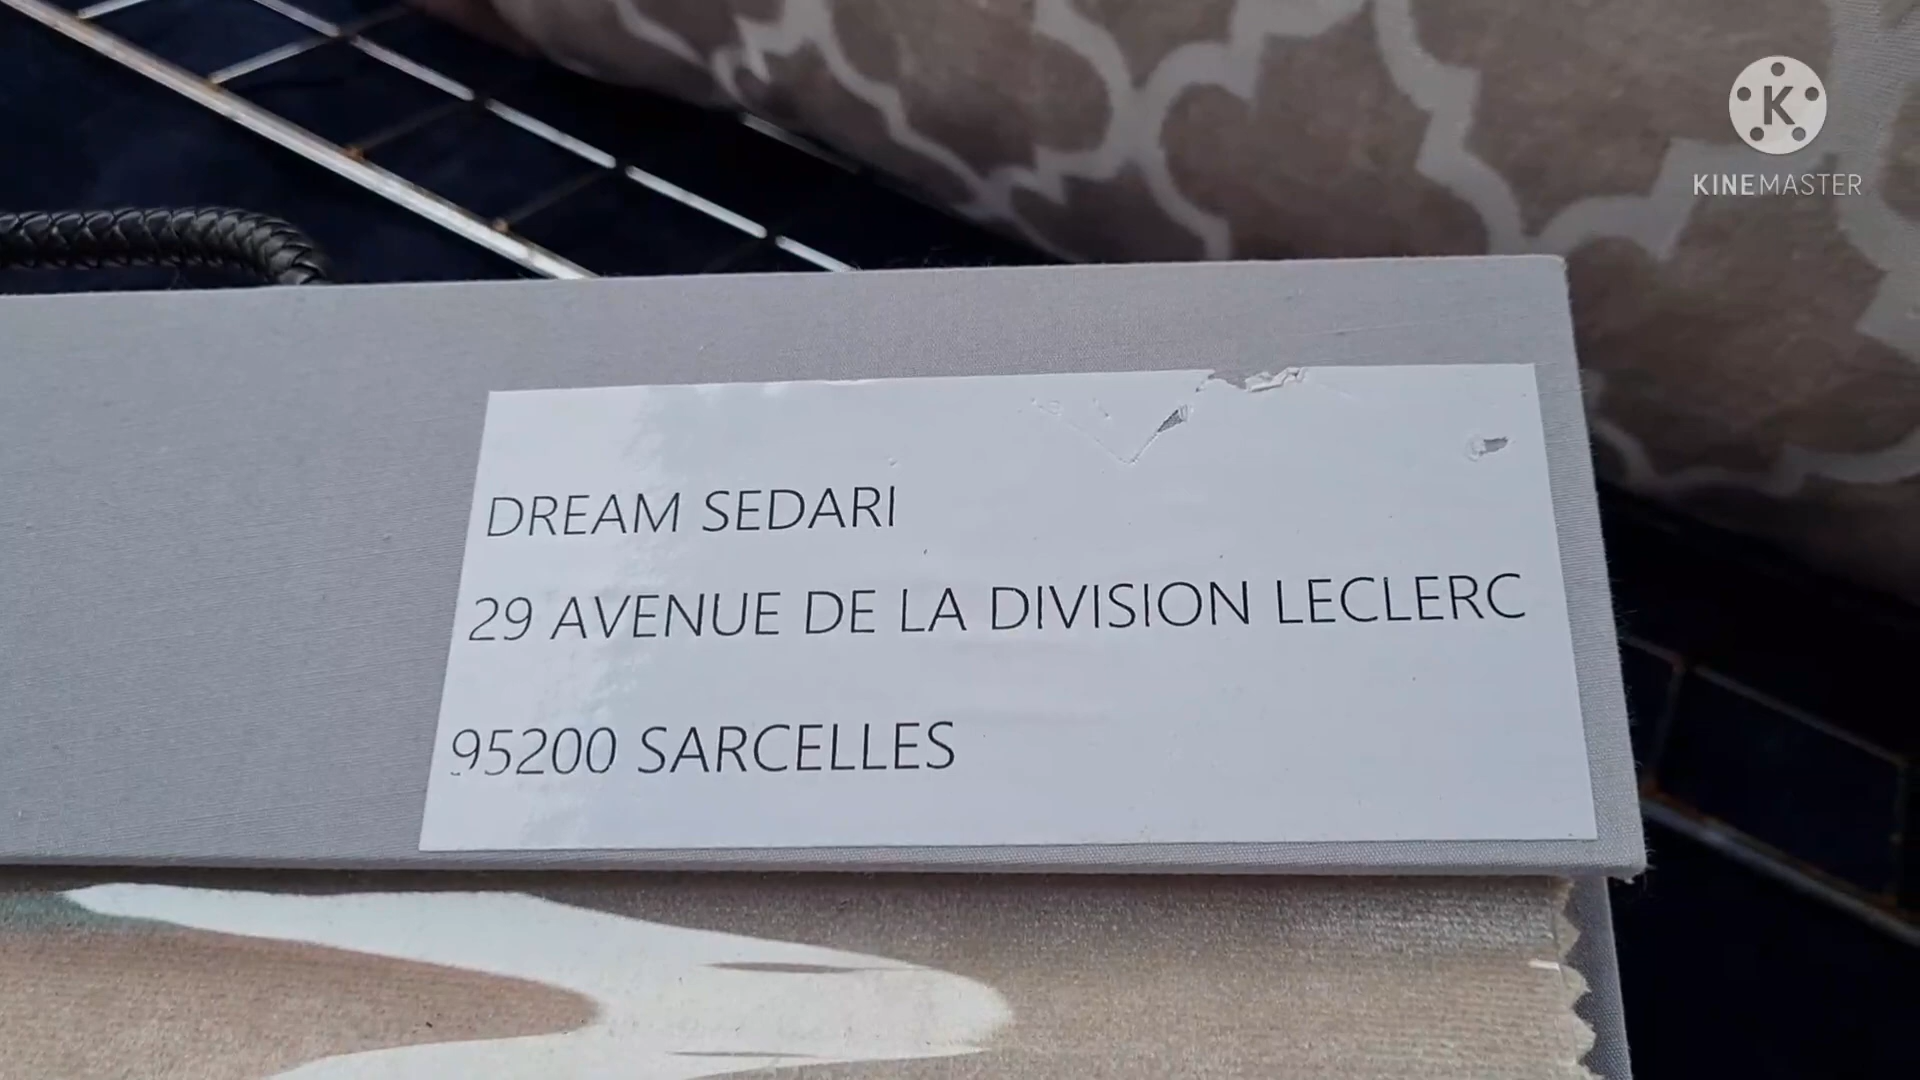 K
KINEMASTER
DREAM SEDARI
29 AVENUE DE LA DIVISION LECLERC
95200 SARCELLES